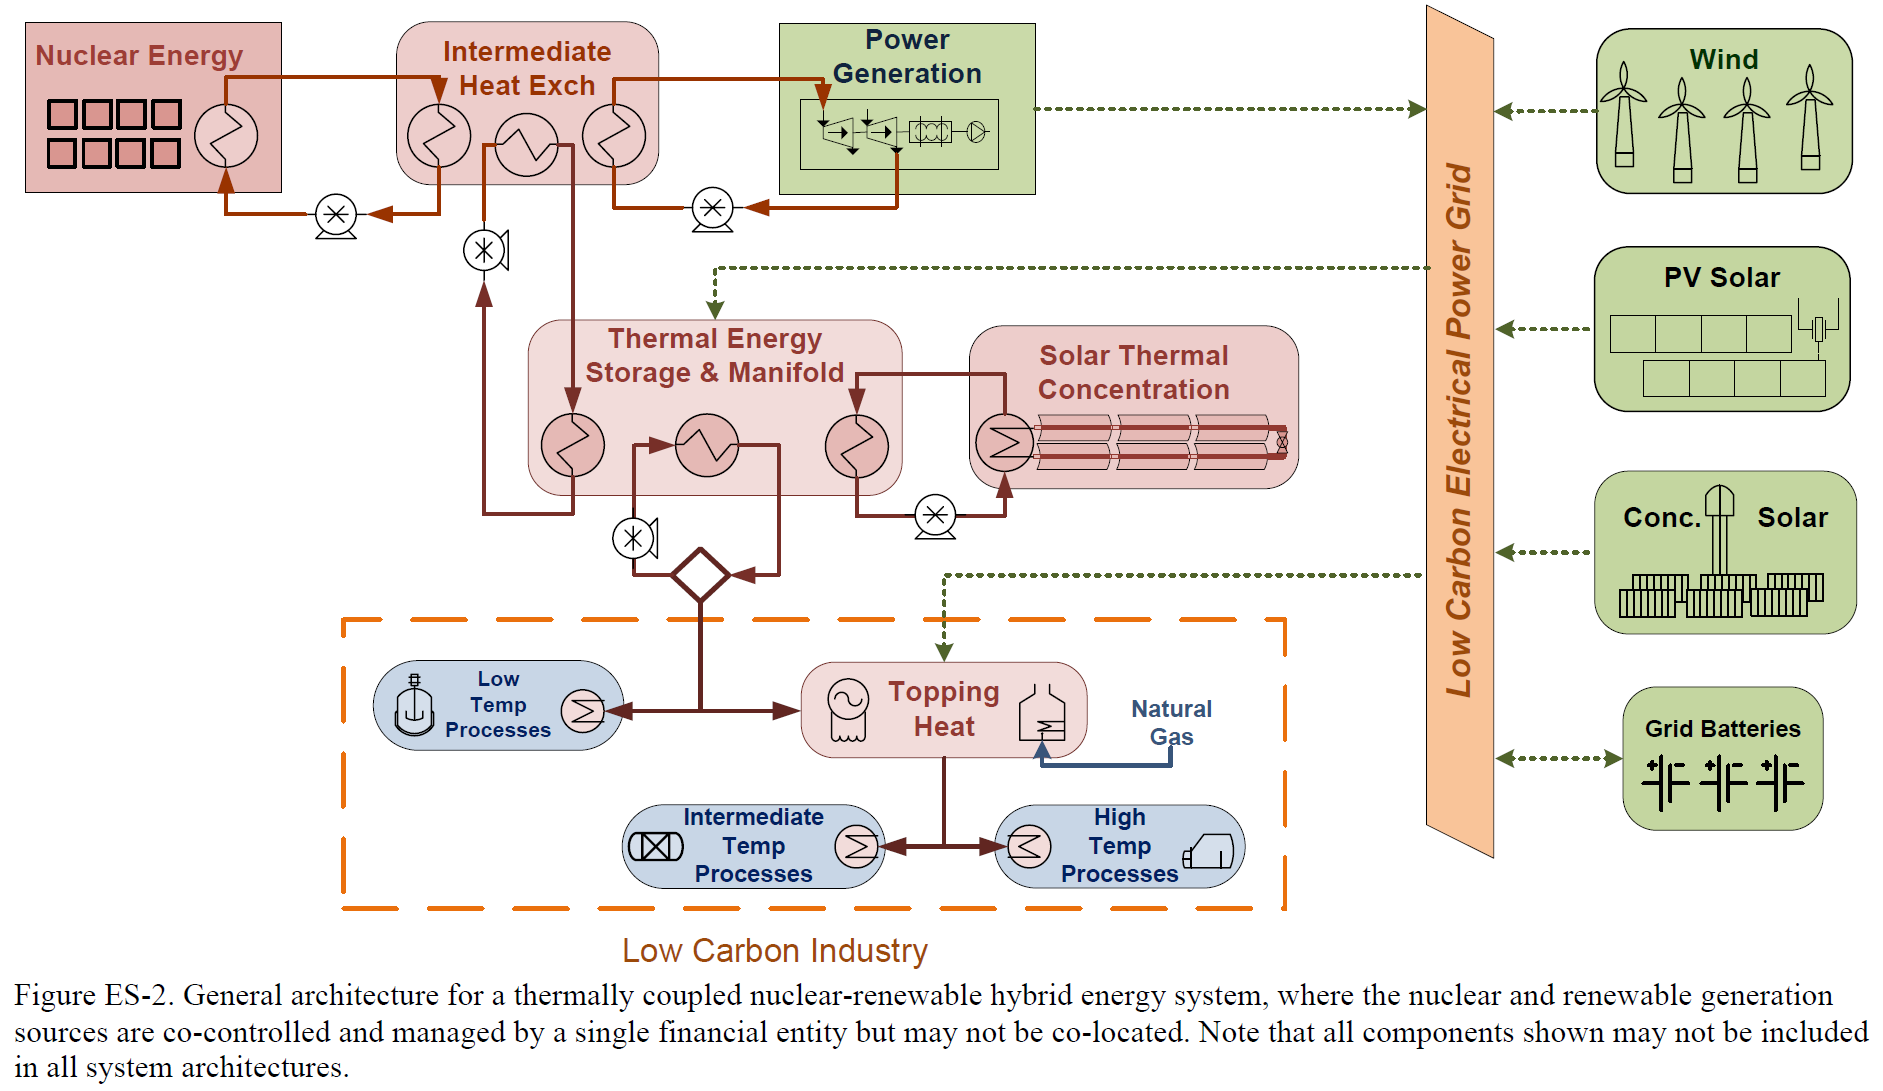 Nuclear Energy
Intermediate
Heat Exch
Power
Generation
Wind
PV Solar
Thermal Energy
Storage & Manifold
Solar Thermal
Concentration
Low Carbon Electrical Power Grid
Conc. Solar
Low
Temp
Processes
Topping
Heat
Natural
Gas
Grid Batteries
Intermediate
Temp
Processes
High
Temp
Processes
Low Carbon Industry
Figure ES-2. General architecture for a thermally coupled nuclear-renewable hybrid energy system, where the nuclear and renewable generation
sources are co-controlled and managed by a single financial entity but may not be co-located. Note that all components shown may not be included
in all system architectures.